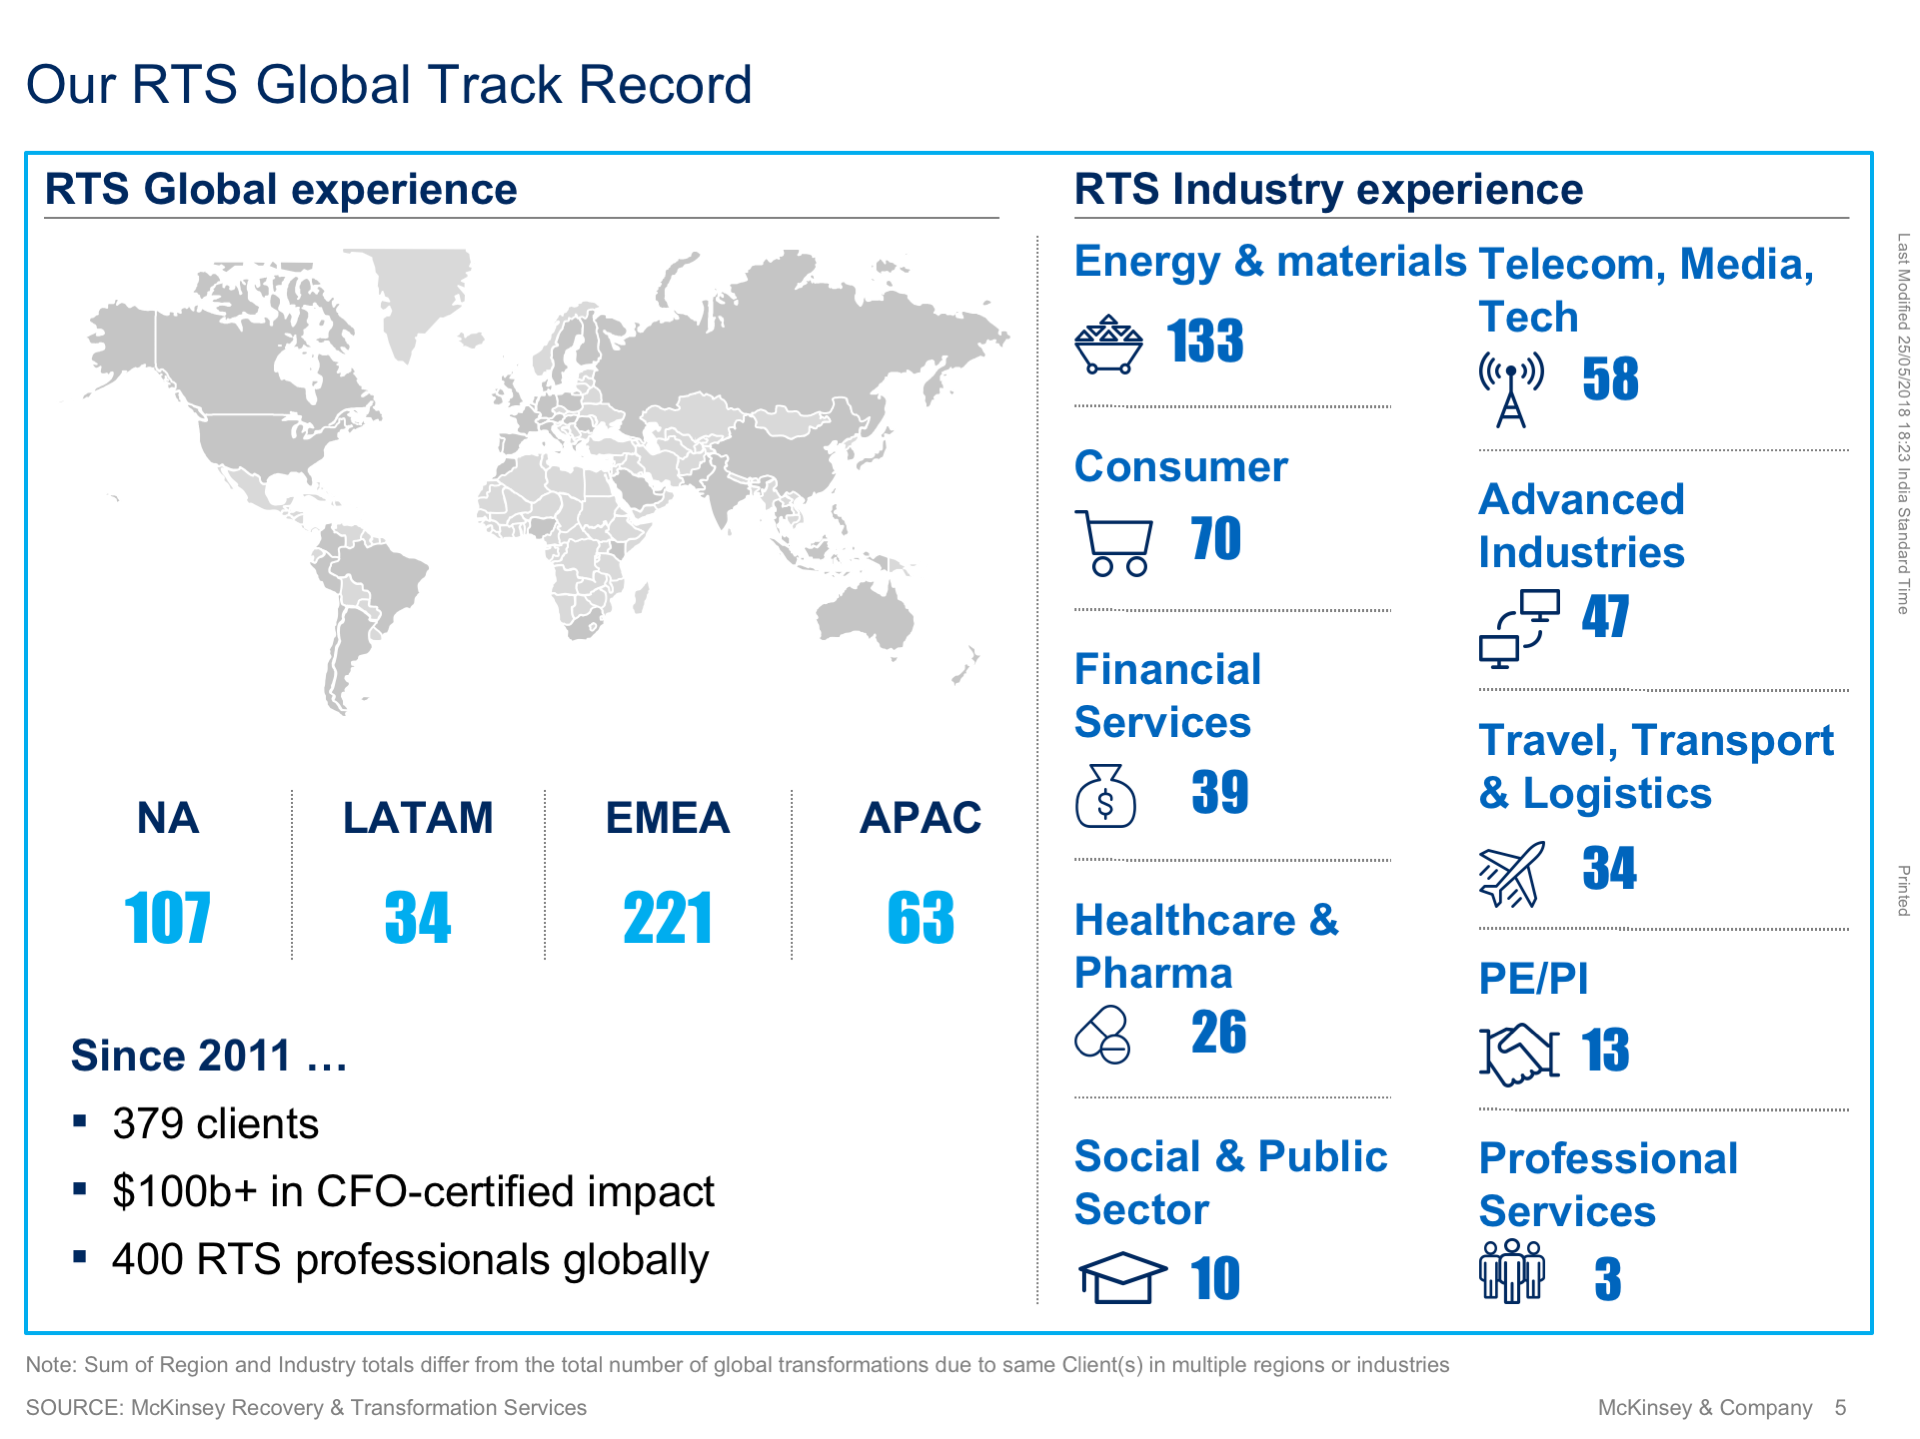 Our RTS Global Track Record
RTS Global experience
NA
107
LATAM
34
EMEA
221
APAC
63
Since 2011 …
▪ 379 clients
▪ $100b+ in CFO-certified impact
▪ 400 RTS professionals globally
RTS Industry experience
Energy & materials
133
Consumer
70
Financial
Services
$
39
Healthcare &
Pharma
26
Social & Public
Sector
10
Telecom, Media,
Tech
58
Advanced
Industries
47
Travel, Transport
& Logistics
34
PE/PI
13
Professional
Services
3
Note: Sum of Region and Industry totals differ from the total number of global transformations due to same Client(s) in multiple regions or industries
SOURCE: McKinsey Recovery & Transformation Services
McKinsey & Company 5
Last Modified 25/05/2018 18:23 India Standard Time
Printed